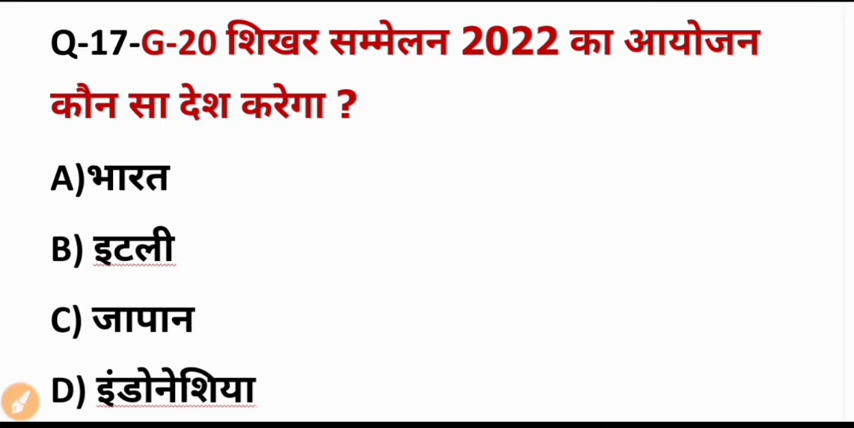 Q-17-G-20 शिखर सम्मेलन 2022 का आयोजन
कौन सा देश करेगा ?
A)भारत
B) इटली
C) जापान
D) इंडोनेशिया